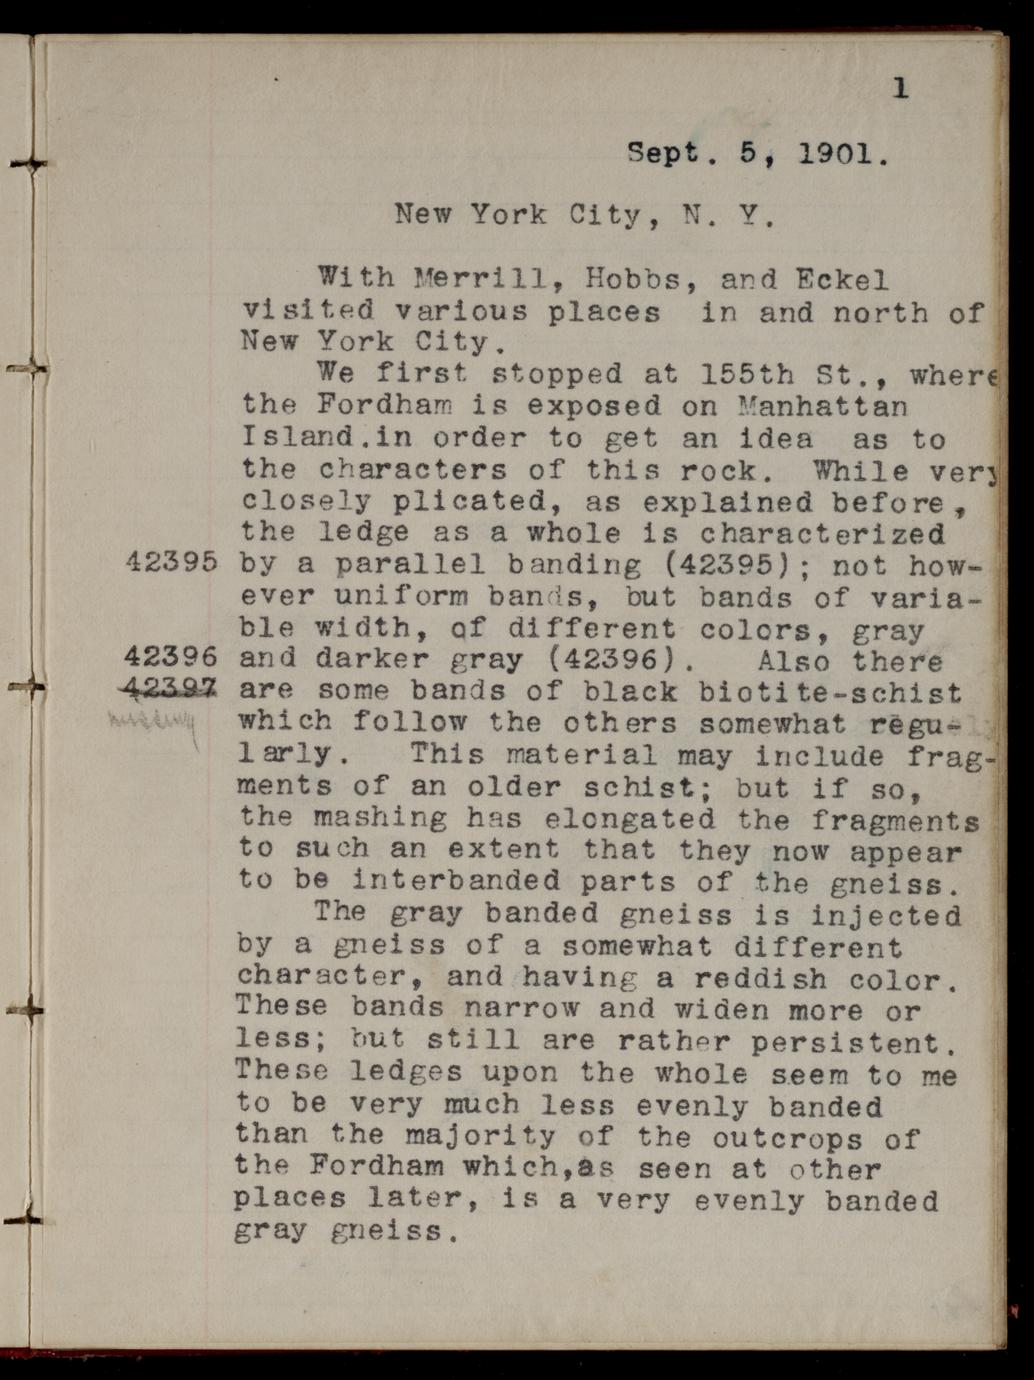 1
Sept. 5, 1901.
New York City, N. Y.
With Merrill, Hobbs, and Eckel
visited various places in and north of
New York City.
We first stopped at 155th St., where
the Fordham is exposed on Manhattan
Island.in order to get an idea as to
the characters of this rock. While very
closely plicated, as explained before,
the ledge as a whole is characterized
42395 by a parallel banding (42395); not how-
ever uniform bands, but bands of varia-
ble width, of different colors, gray
42396 and darker gray (42396). Also there
42397 are some bands of black biotite-schist
missing which follow the others somewhat regu-
larly. This material may include frag-
ments of an older schist; but if so,
the mashing has elongated the fragments
to such an extent that they now appear
to be interbanded parts of the gneiss.
The gray banded gneiss is injected
by a gneiss of a somewhat different
character, and having a reddish color.
These bands narrow and widen more or
less; but still are rather persistent.
These ledges upon the whole seem to me
to be very much less evenly banded
than the majority of the outcrops of
the Fordham which,as seen at other
places later, is a very evenly banded
gray gneiss.